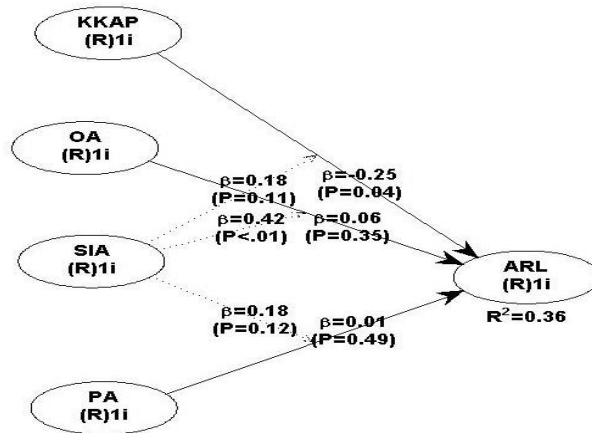 KKAP
(R)1i
OA
(R)1i
β=0.18
(P=0.11)
β=-0.25
(P=0.04)
β=0.42
(P<.01)
β=0.06
(P=0.35)
SIA
(R)1i
ARL
(R)1i
R²=0.36
β=0.18
(P=0.12)
β=0.01
(P=0.49)
PA
(R)1i